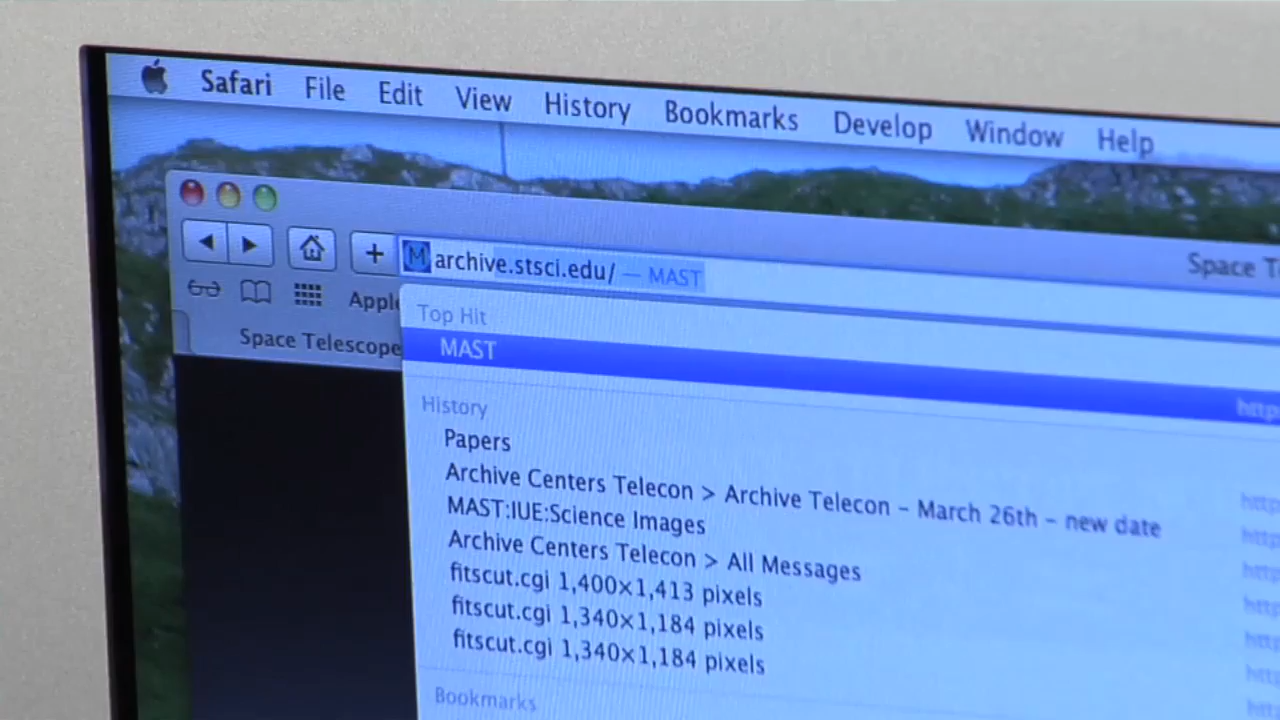 Safari File Edit View History Bookmarks Develop Window Help
Space
M archive.stsci.edu/ — MAST
Apple
Space Telescope
Top Hit
MAST
History
Papers
Archive Centers Telecon > Archive Telecon – March 26th – new date
MAST:IUE:Science Images
Archive Centers Telecon > All Messages
fitscut.cgi 1,400×1,413 pixels
fitscut.cgi 1,340×1,184 pixels
fitscut.cgi 1,340×1,184 pixels
Bookmarks